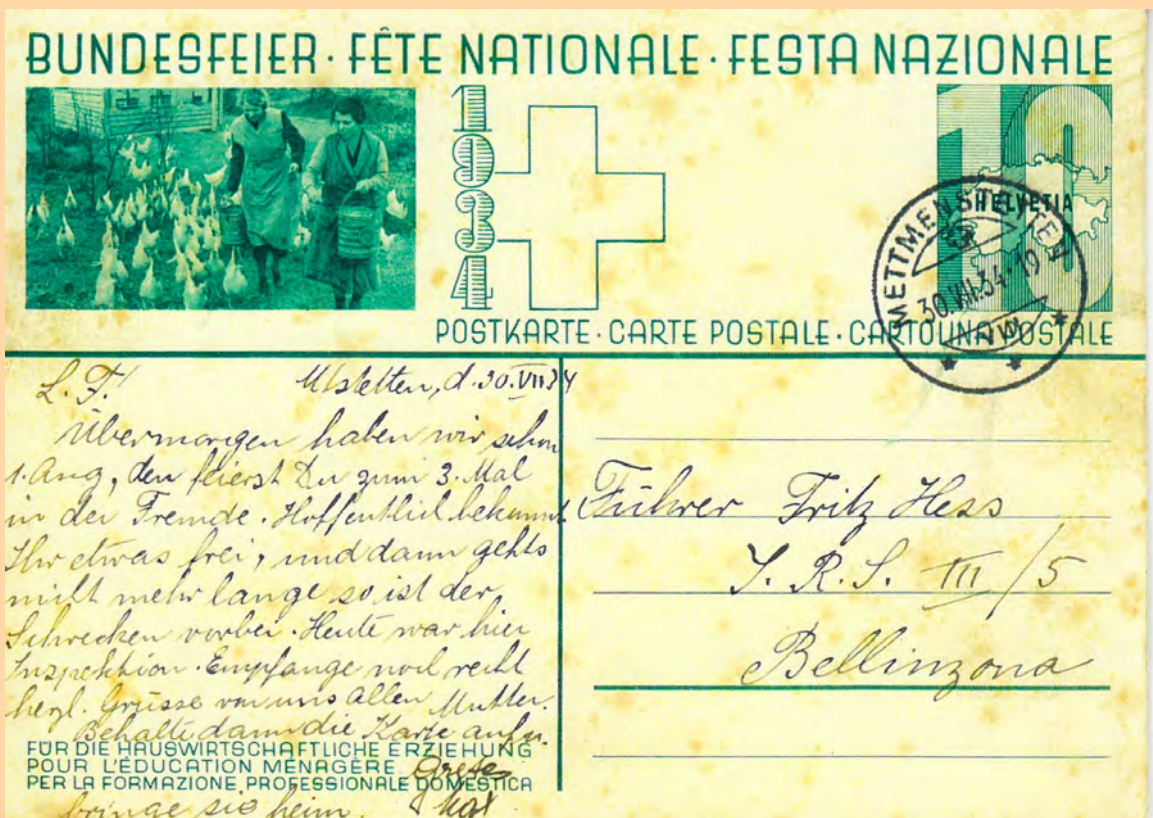 BUNDESFEIER · FÊTE NATIONALE · FESTA NAZIONALE
1934
10
HELVETIA
METTMENSTETTEN
30.VII.34·19
POSTKARTE · CARTE POSTALE · CARTOLINA POSTALE
L. F.! Mstetten, d. 30. VII 34
Übermorgen haben wir schon
1. Aug, den feierst Du zum 3. Mal
in der Fremde. Hoffentlich bekommt
Ihr etwas frei, und dann gehts
nicht mehr lange so ist der
Schrecken vorbei. Heute war hier
Inspektion. Empfange noch recht
herzl. Grüsse von uns Allen Mutter.
Behalte dann die Karte auf u.
bringe sie heim.
FÜR DIE HAUSWIRTSCHAFTLICHE ERZIEHUNG
POUR L'ÉDUCATION MÉNAGÈRE
PER LA FORMAZIONE PROFESSIONALE DOMESTICA
Führer Fritz Hess
I. R. S. III/5
Bellinzona